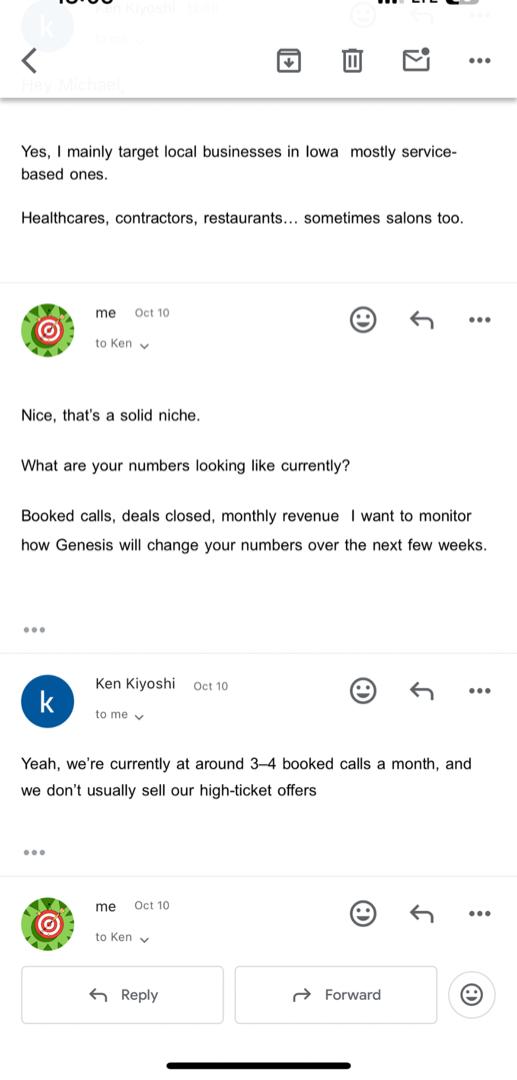 Ken Kiyoshi
k
to me
Hey Michael,
Yes, I mainly target local businesses in Iowa  mostly service-
based ones.
Healthcares, contractors, restaurants… sometimes salons too.
me Oct 10
to Ken
Nice, that's a solid niche.
What are your numbers looking like currently?
Booked calls, deals closed, monthly revenue  I want to monitor
how Genesis will change your numbers over the next few weeks.
k
Ken Kiyoshi Oct 10
to me
Yeah, we're currently at around 3–4 booked calls a month, and
we don't usually sell our high-ticket offers
me Oct 10
to Ken
Reply Forward